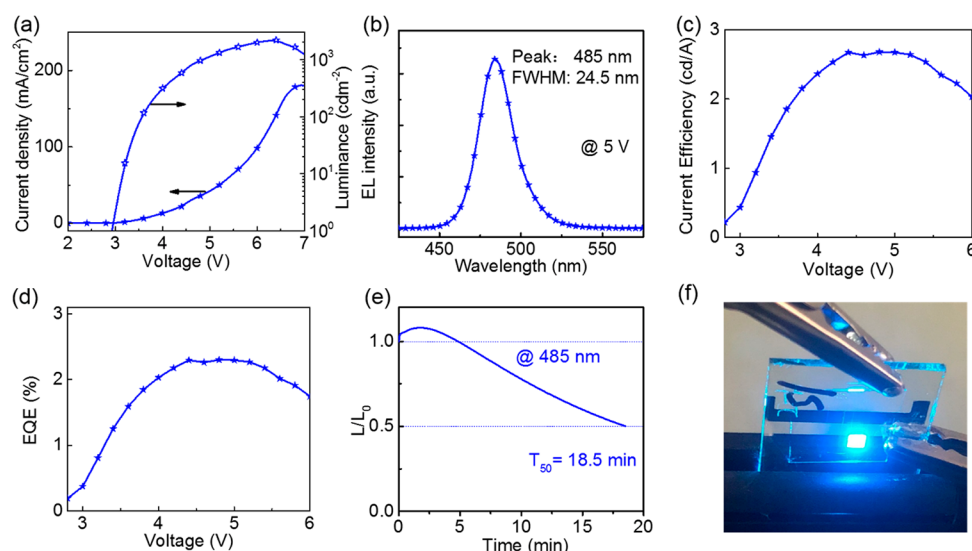 (a)
Current density (mA/cm²)
200
150
100
50
0
2 3 4 5 6 7
Voltage (V)
10³
10²
10¹
10⁰
Luminance (cdm⁻²)
(b)
EL intensity (a.u.)
Peak: 485 nm
FWHM: 24.5 nm
@ 5 V
450 500 550
Wavelength (nm)
(c)
Current Efficiency (cd/A)
3
2
1
0
3 4 5 6
Voltage (V)
(d)
EQE (%)
3
2
1
0
3 4 5 6
Voltage (V)
(e)
L/L₀
1.0
0.5
0.0
@ 485 nm
T₅₀= 18.5 min
0 5 10 15 20
Time (min)
(f)